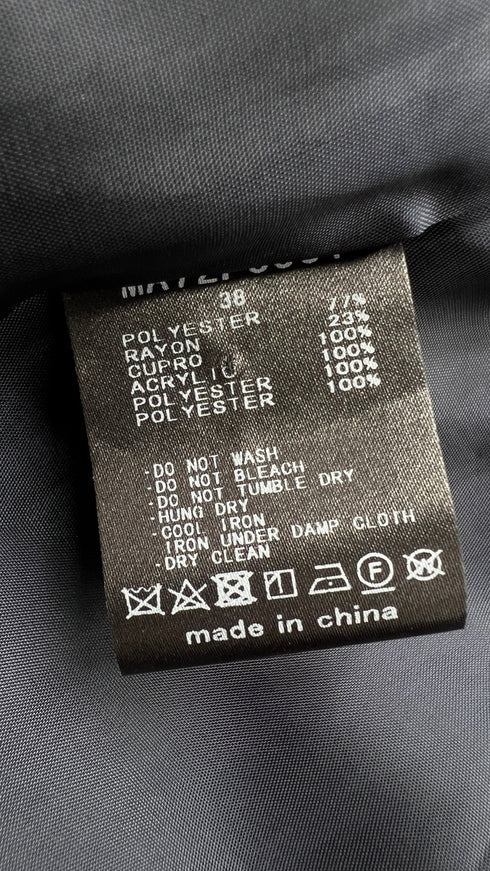 38
POLYESTER 77%
RAYON 23%
CUPRO 100%
ACRYLIC 100%
POLYESTER 100%
POLYESTER
-DO NOT WASH
-DO NOT BLEACH
-DO NOT TUMBLE DRY
-HUNG DRY
-COOL IRON
IRON UNDER DAMP CLOTH
-DRY CLEAN
F W
made in china